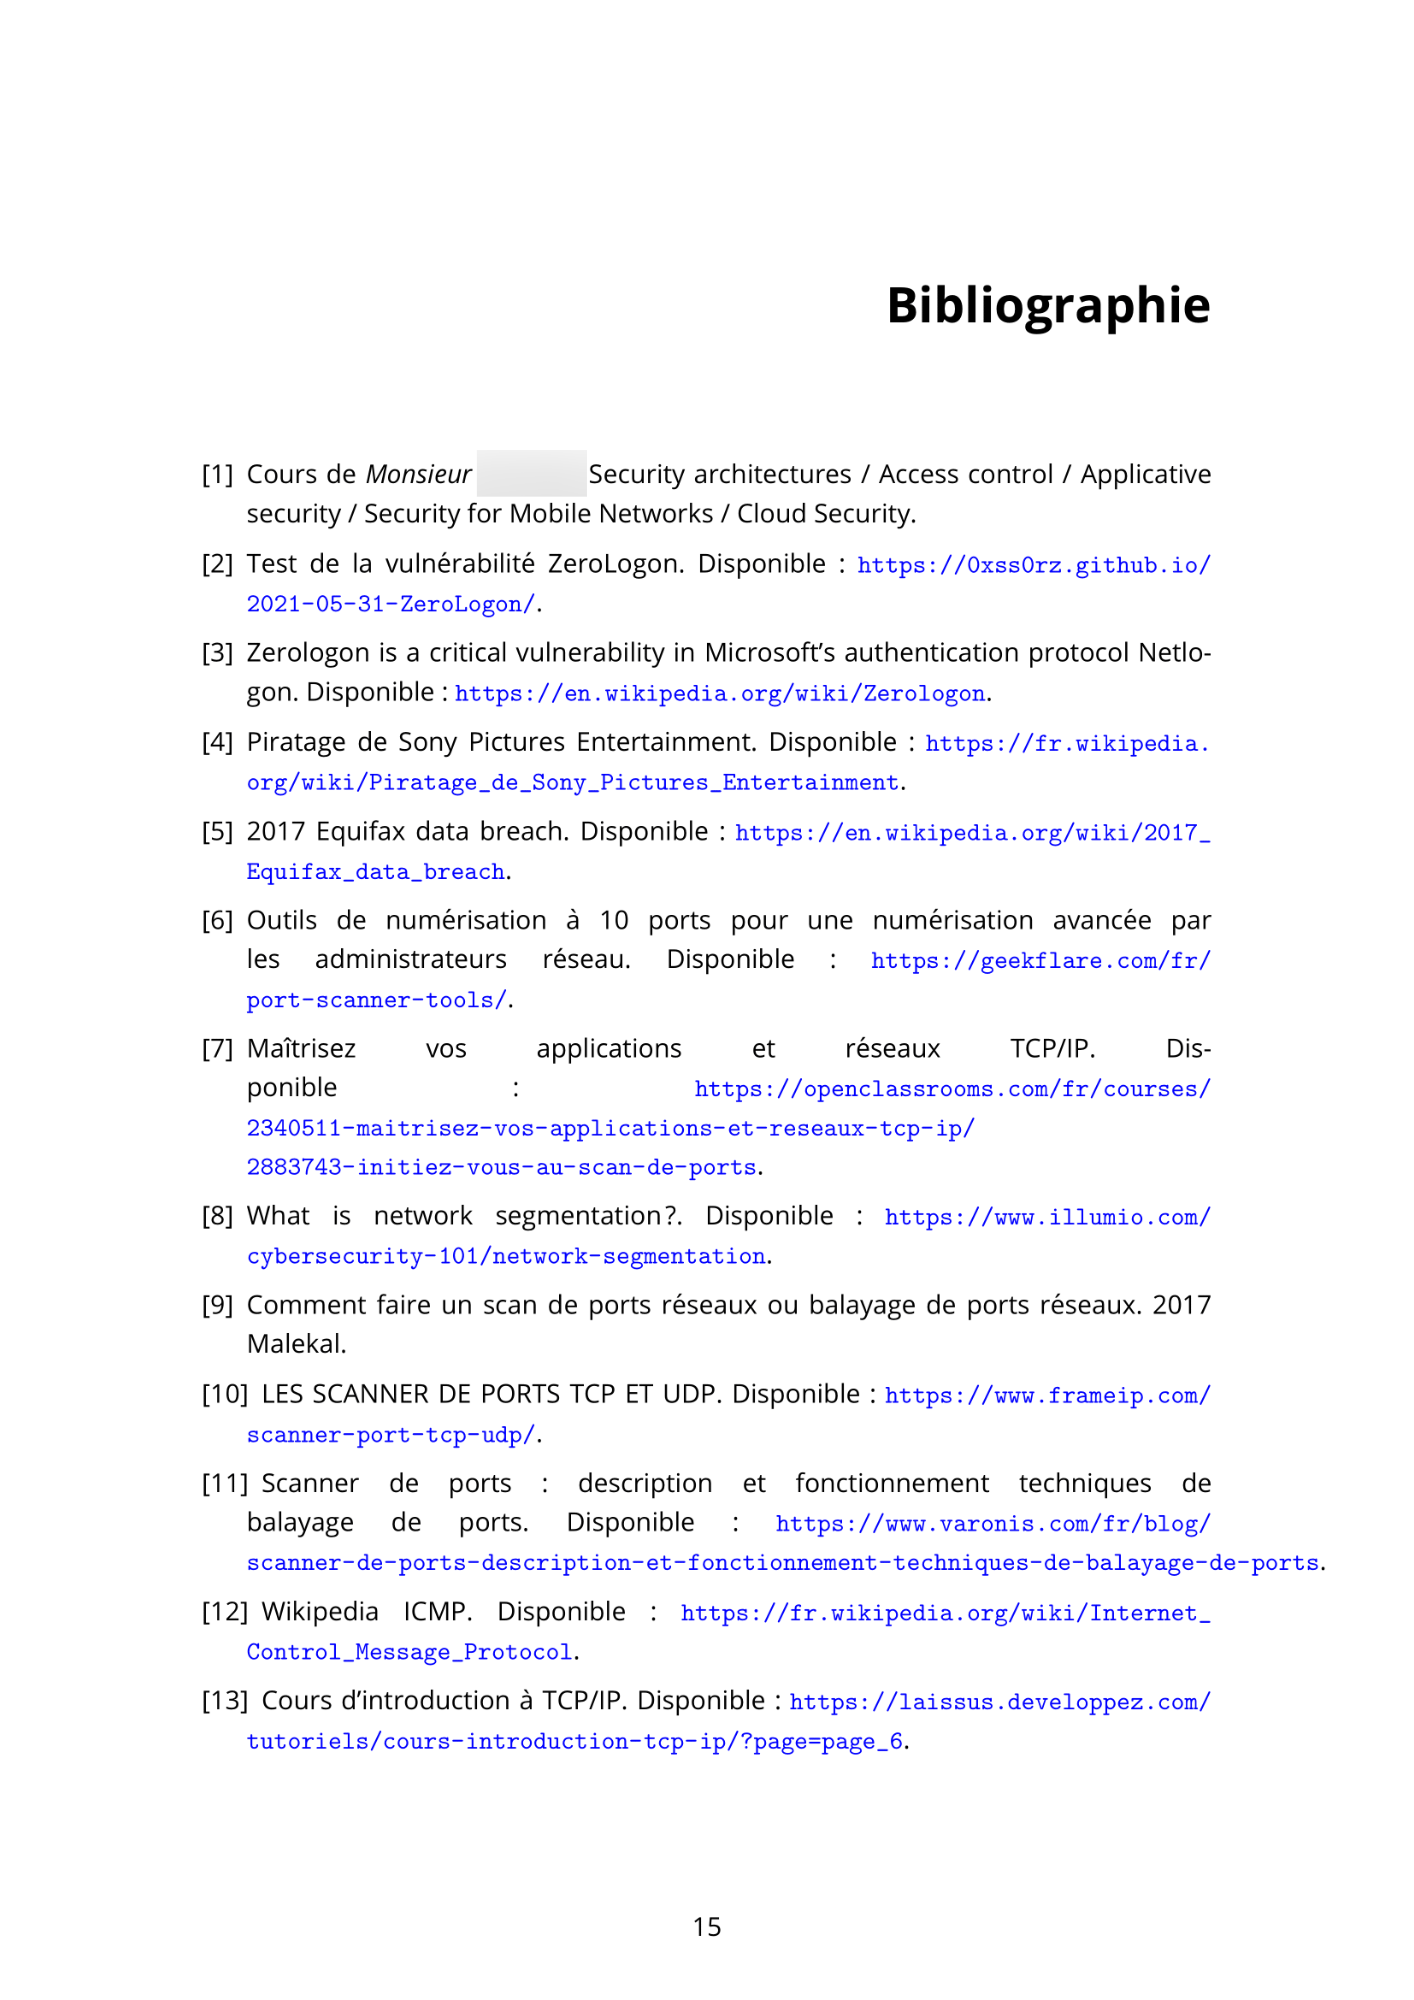 Bibliographie
[1] Cours de Monsieur Security architectures / Access control / Applicative
security / Security for Mobile Networks / Cloud Security.
[2] Test de la vulnérabilité ZeroLogon. Disponible : https://0xss0rz.github.io/
2021-05-31-ZeroLogon/.
[3] Zerologon is a critical vulnerability in Microsoft’s authentication protocol Netlo-
gon. Disponible : https://en.wikipedia.org/wiki/Zerologon.
[4] Piratage de Sony Pictures Entertainment. Disponible : https://fr.wikipedia.
org/wiki/Piratage_de_Sony_Pictures_Entertainment.
[5] 2017 Equifax data breach. Disponible : https://en.wikipedia.org/wiki/2017_
Equifax_data_breach.
[6] Outils de numérisation à 10 ports pour une numérisation avancée par
les administrateurs réseau. Disponible : https://geekflare.com/fr/
port-scanner-tools/.
[7] Maîtrisez vos applications et réseaux TCP/IP. Dis-
ponible : https://openclassrooms.com/fr/courses/
2340511-maitrisez-vos-applications-et-reseaux-tcp-ip/
2883743-initiez-vous-au-scan-de-ports.
[8] What is network segmentation ?. Disponible : https://www.illumio.com/
cybersecurity-101/network-segmentation.
[9] Comment faire un scan de ports réseaux ou balayage de ports réseaux. 2017
Malekal.
[10] LES SCANNER DE PORTS TCP ET UDP. Disponible : https://www.frameip.com/
scanner-port-tcp-udp/.
[11] Scanner de ports : description et fonctionnement techniques de
balayage de ports. Disponible : https://www.varonis.com/fr/blog/
scanner-de-ports-description-et-fonctionnement-techniques-de-balayage-de-ports.
[12] Wikipedia ICMP. Disponible : https://fr.wikipedia.org/wiki/Internet_
Control_Message_Protocol.
[13] Cours d’introduction à TCP/IP. Disponible : https://laissus.developpez.com/
tutoriels/cours-introduction-tcp-ip/?page=page_6.
15